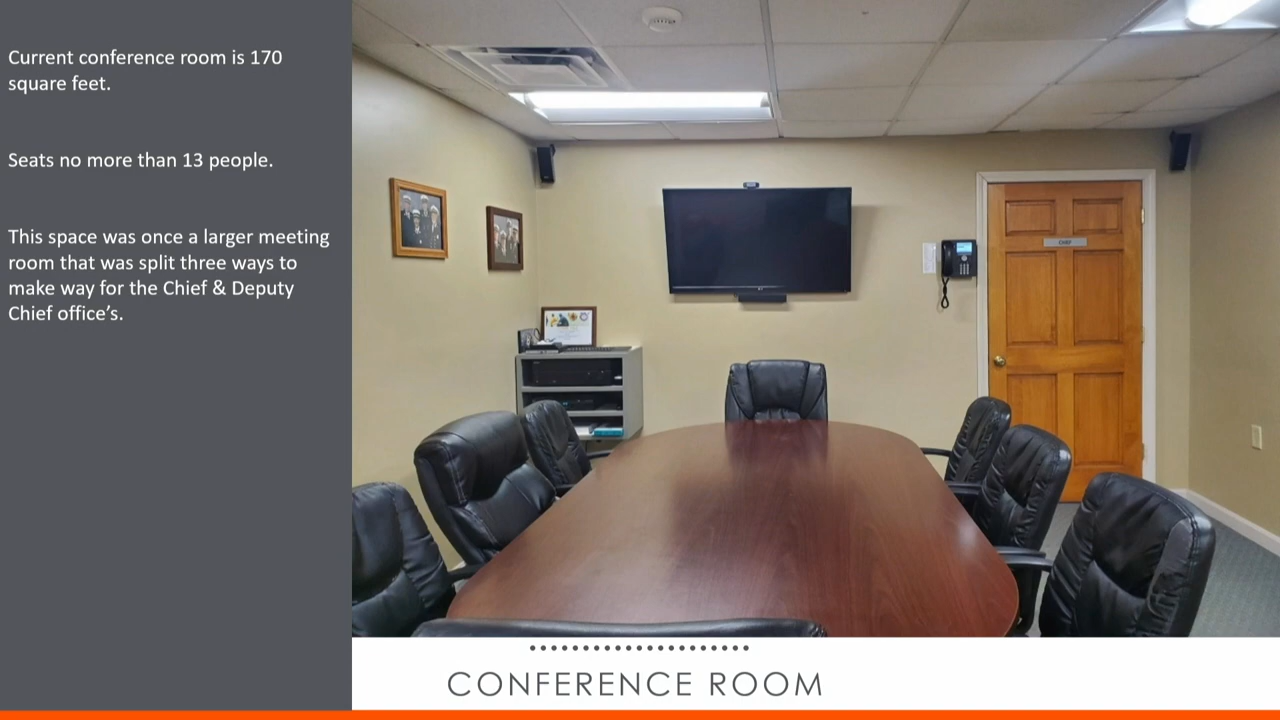 Current conference room is 170
square feet.
Seats no more than 13 people.
This space was once a larger meeting
room that was split three ways to
make way for the Chief & Deputy
Chief office's.
CHIEF
CONFERENCE ROOM